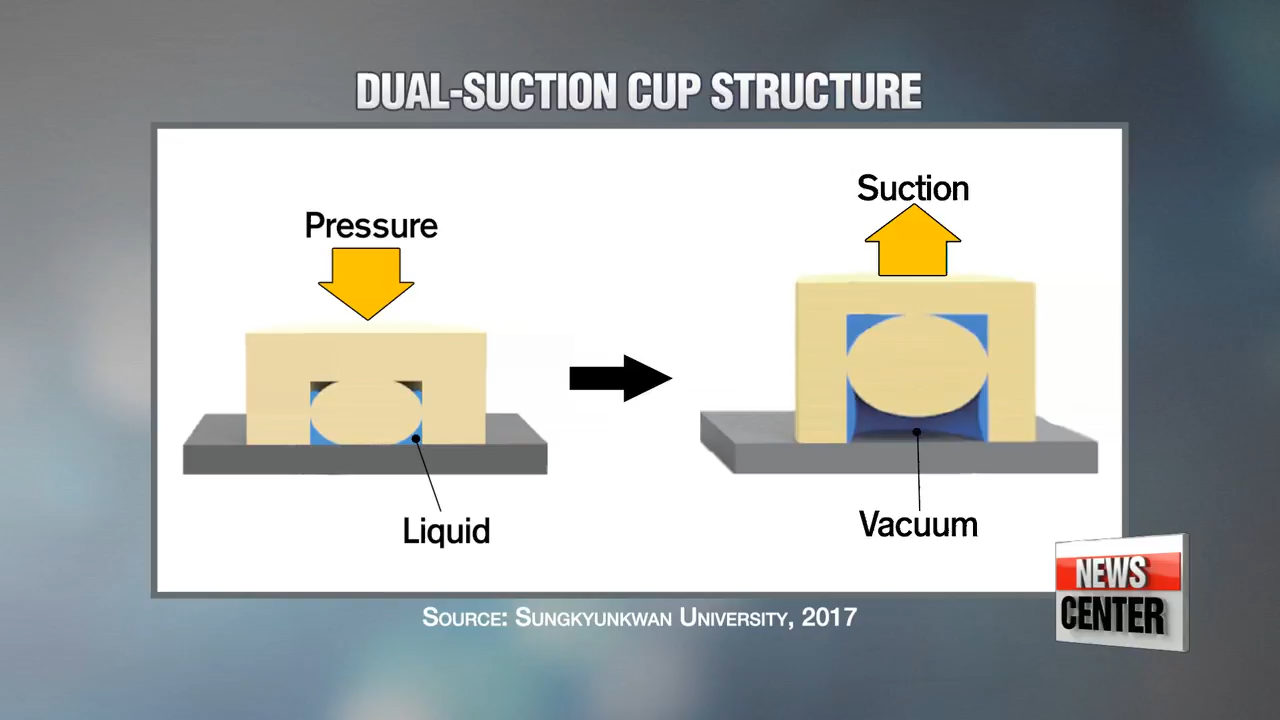 DUAL-SUCTION CUP STRUCTURE
Pressure
Suction
Liquid
Vacuum
SOURCE: SUNGKYUNKWAN UNIVERSITY, 2017
NEWS
CENTER